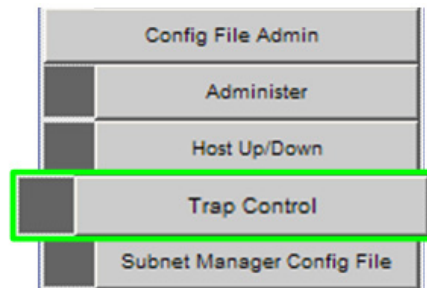 Config File Admin
Administer
Host Up/Down
Trap Control
Subnet Manager Config File